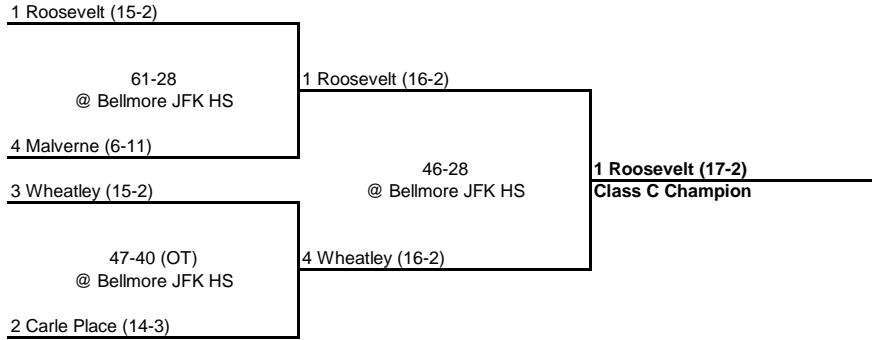 1 Roosevelt (15-2)
61-28
@ Bellmore JFK HS
1 Roosevelt (16-2)
4 Malverne (6-11)
46-28
@ Bellmore JFK HS
1 Roosevelt (17-2)
Class C Champion
3 Wheatley (15-2)
47-40 (OT)
@ Bellmore JFK HS
4 Wheatley (16-2)
2 Carle Place (14-3)